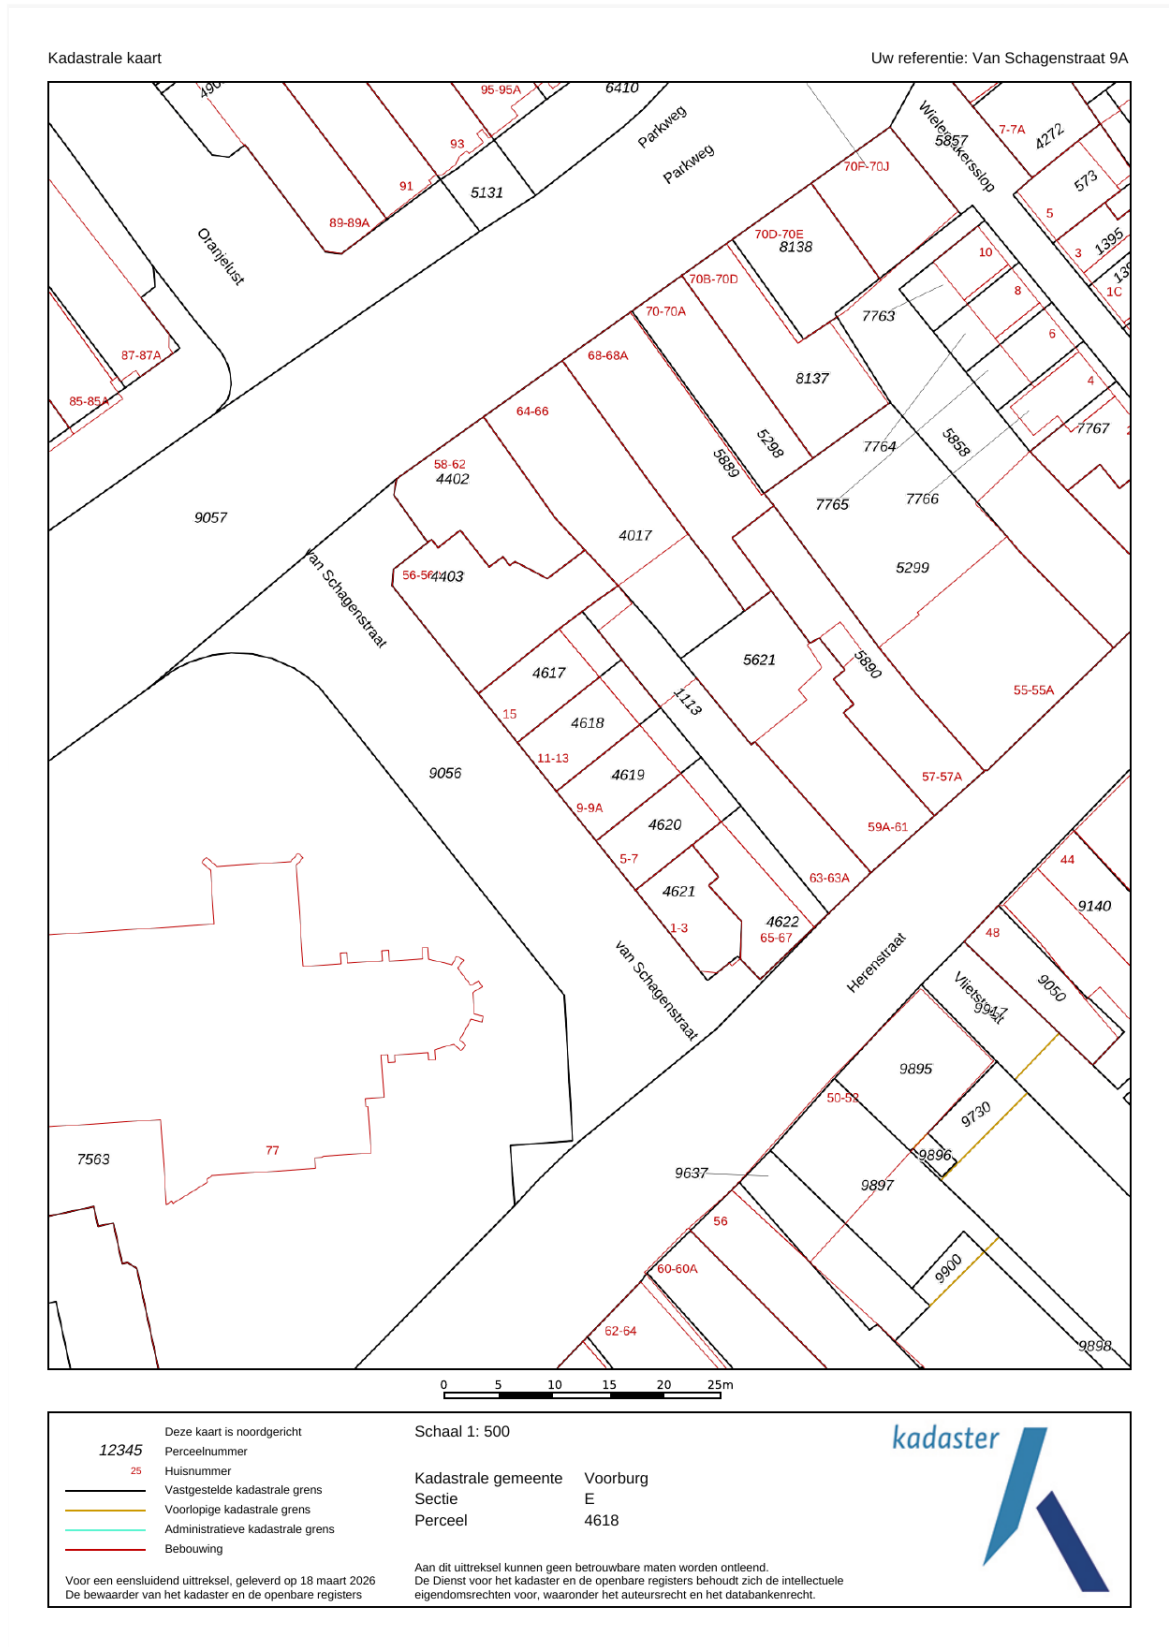 Kadastrale kaart
Uw referentie: Van Schagenstraat 9A
95-95A
6410
Parkweg
Parkweg
93
91
5131
89-89A
Oranjelust
87-87A
85-85A
9057
5857
7-7A
4272
573
5
3
1395
1C
70F-70J
70D-70E
8138
70B-70D
70-70A
68-68A
64-66
58-62
4402
10
8
6
4
7763
8137
7764
5858
7767
7765
7766
5298
5889
4017
5299
4403
van Schagenstraat
4617
15
4618
11-13
4619
9-9A
4620
5-7
4621
1-3
4622
65-67
1113
5621
5890
55-55A
57-57A
59A-61
63-63A
9056
van Schagenstraat
Herenstraat
44
9140
48
9050
9895
50-52
9730
9896
9897
9637
56
60-60A
62-64
9900
9898
77
7563
0 5 10 15 20 25m
Deze kaart is noordgericht
12345 Perceelnummer
25 Huisnummer
Vastgestelde kadastrale grens
Voorlopige kadastrale grens
Administratieve kadastrale grens
Bebouwing
Voor een eensluidend uittreksel, geleverd op 18 maart 2026
De bewaarder van het kadaster en de openbare registers
Schaal 1: 500
Kadastrale gemeente Voorburg
Sectie E
Perceel 4618
Aan dit uittreksel kunnen geen betrouwbare maten worden ontleend.
De Dienst voor het kadaster en de openbare registers behoudt zich de intellectuele
eigendomsrechten voor, waaronder het auteursrecht en het databankenrecht.
kadaster